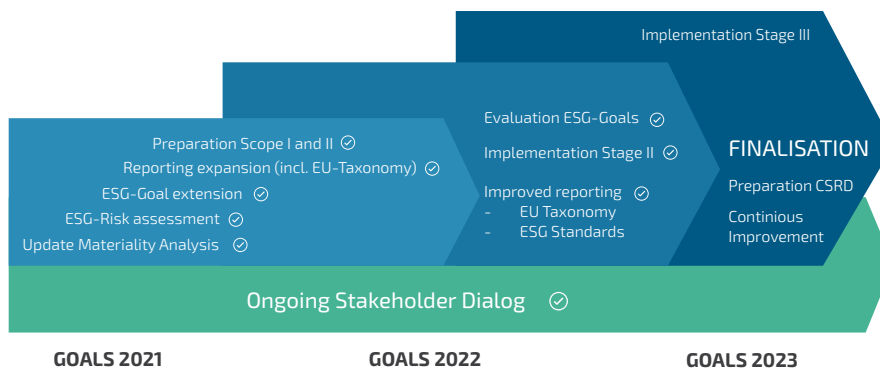 Implementation Stage III
Evaluation ESG-Goals
Preparation Scope I and II
FINALISATION
Implementation Stage II
Reporting expansion (incl. EU-Taxonomy)
Preparation CSRD
ESG-Goal extension
Improved reporting
- EU Taxonomy
- ESG Standards
ESG-Risk assessment
Continious
Improvement
Update Materiality Analysis
Ongoing Stakeholder Dialog
GOALS 2021
GOALS 2022
GOALS 2023